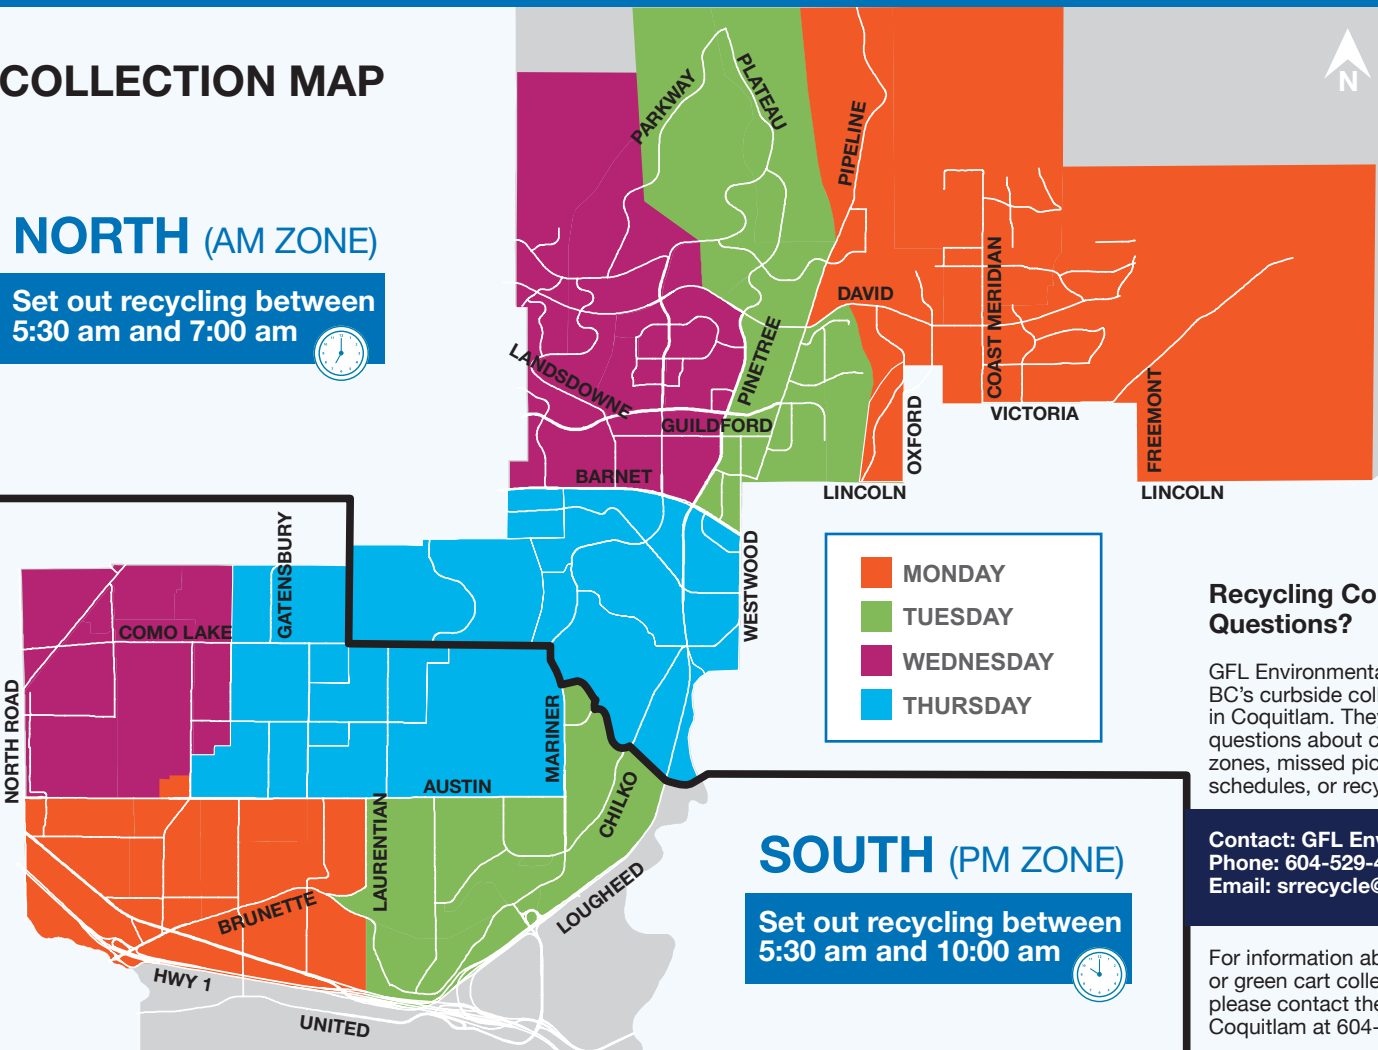 COLLECTION MAP
N
NORTH (AM ZONE)
Set out recycling between
5:30 am and 7:00 am
PARKWAY
PLATEAU
PIPELINE
DAVID
COAST MERIDIAN
LANDSDOWNE
PINETREE
GUILDFORD
OXFORD
VICTORIA
FREEMONT
BARNET
LINCOLN
LINCOLN
GATENSBURY
WESTWOOD
COMO LAKE
NORTH ROAD
MARINER
AUSTIN
CHILKO
LAURENTIAN
BRUNETTE
LOUGHEED
HWY 1
UNITED
MONDAY
TUESDAY
WEDNESDAY
THURSDAY
SOUTH (PM ZONE)
Set out recycling between
5:30 am and 10:00 am
Recycling Co
Questions?
GFL Environmenta
BC's curbside coll
in Coquitlam. They
questions about c
zones, missed pic
schedules, or recy
Contact: GFL Env
Phone: 604-529-4
Email: srrecycle@
For information ab
or green cart colle
please contact the
Coquitlam at 604-